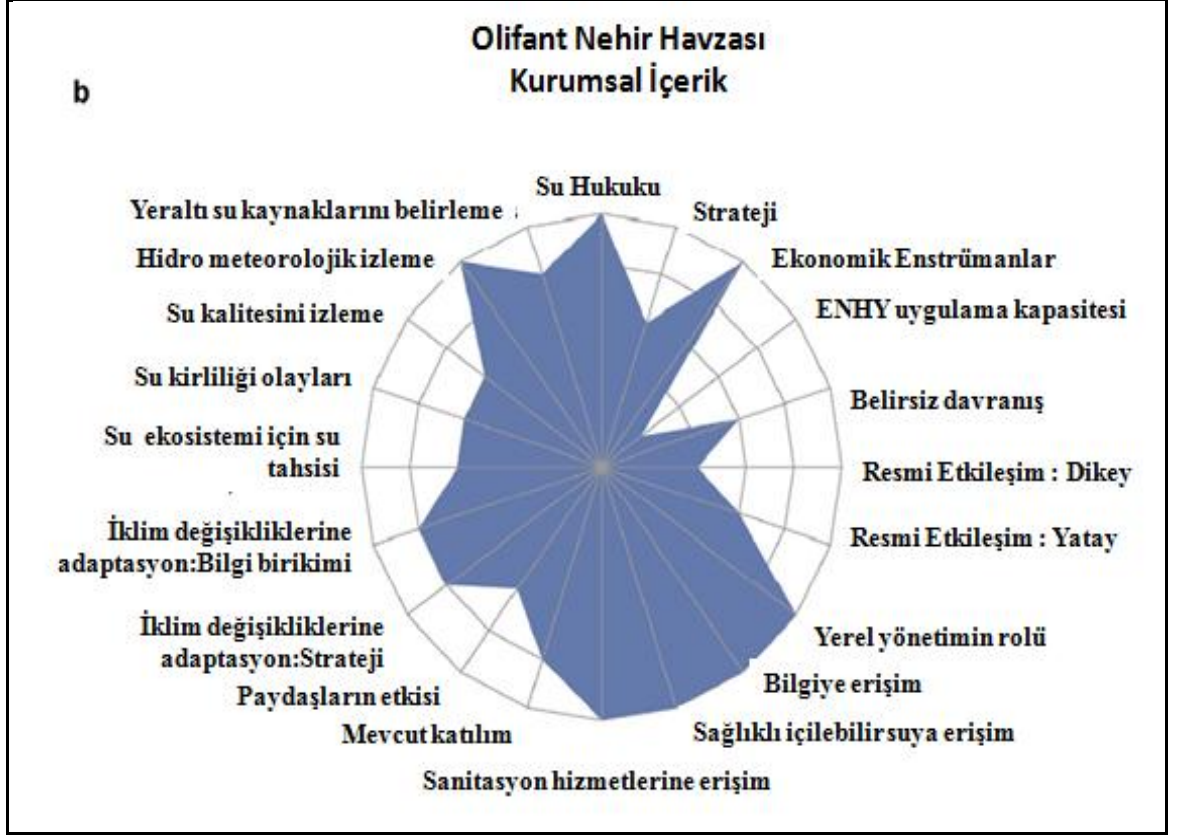 Olifant Nehir Havzası
Kurumsal İçerik
b
Su Hukuku
Strateji
Ekonomik Enstrümanlar
ENHY uygulama kapasitesi
Belirsiz davranış
Resmi Etkileşim : Dikey
Resmi Etkileşim : Yatay
Yerel yönetimin rolü
Bilgiye erişim
Sağlıklı içilebilir suya erişim
Sanitasyon hizmetlerine erişim
Mevcut katılım
Paydaşların etkisi
İklim değişikliklerine
adaptasyon:Strateji
İklim değişikliklerine
adaptasyon:Bilgi birikimi
Su ekosistemi için su
tahsisi
Su kirliliği olayları
Su kalitesini izleme
Hidro meteorolojik izleme
Yeraltı su kaynaklarını belirleme